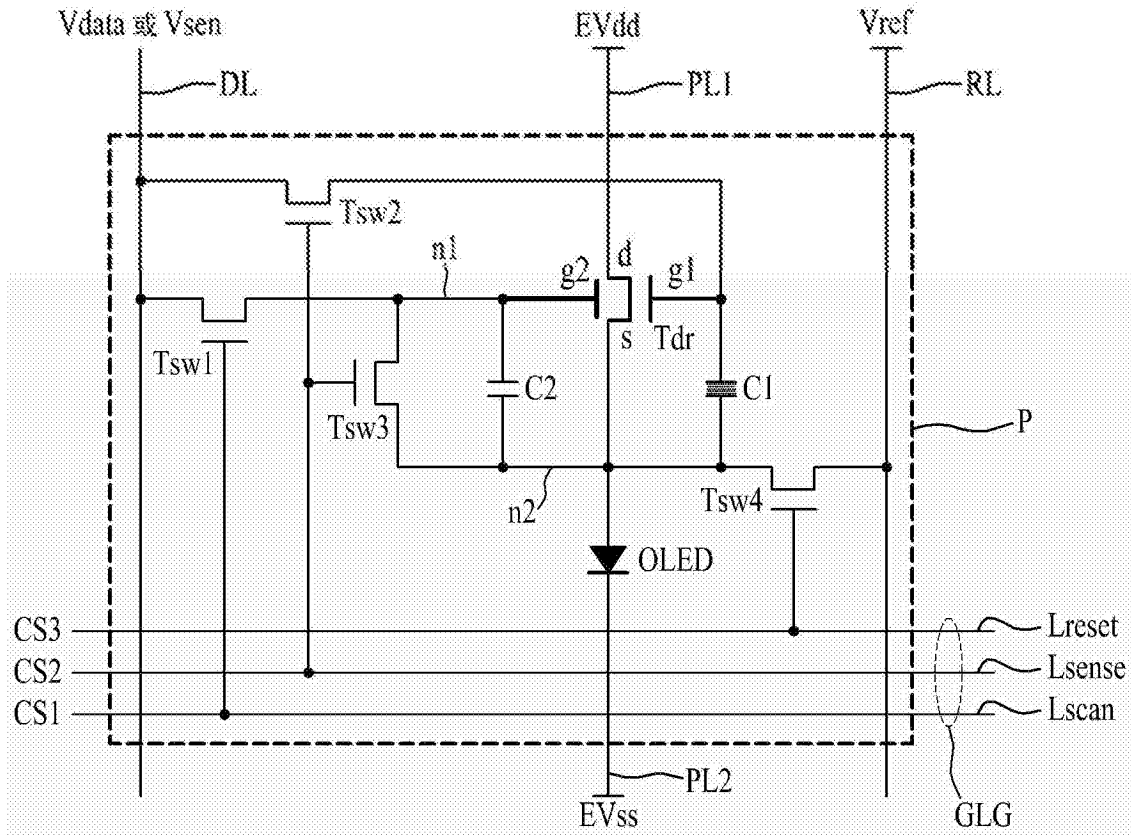 Vdata 或 Vsen
EVdd
Vref
DL
PL1
RL
Tsw2
n1
d
g2
g1
s
Tdr
Tsw1
C2
C1
Tsw3
P
n2
Tsw4
OLED
CS3
Lreset
CS2
Lsense
CS1
Lscan
PL2
EVss
GLG